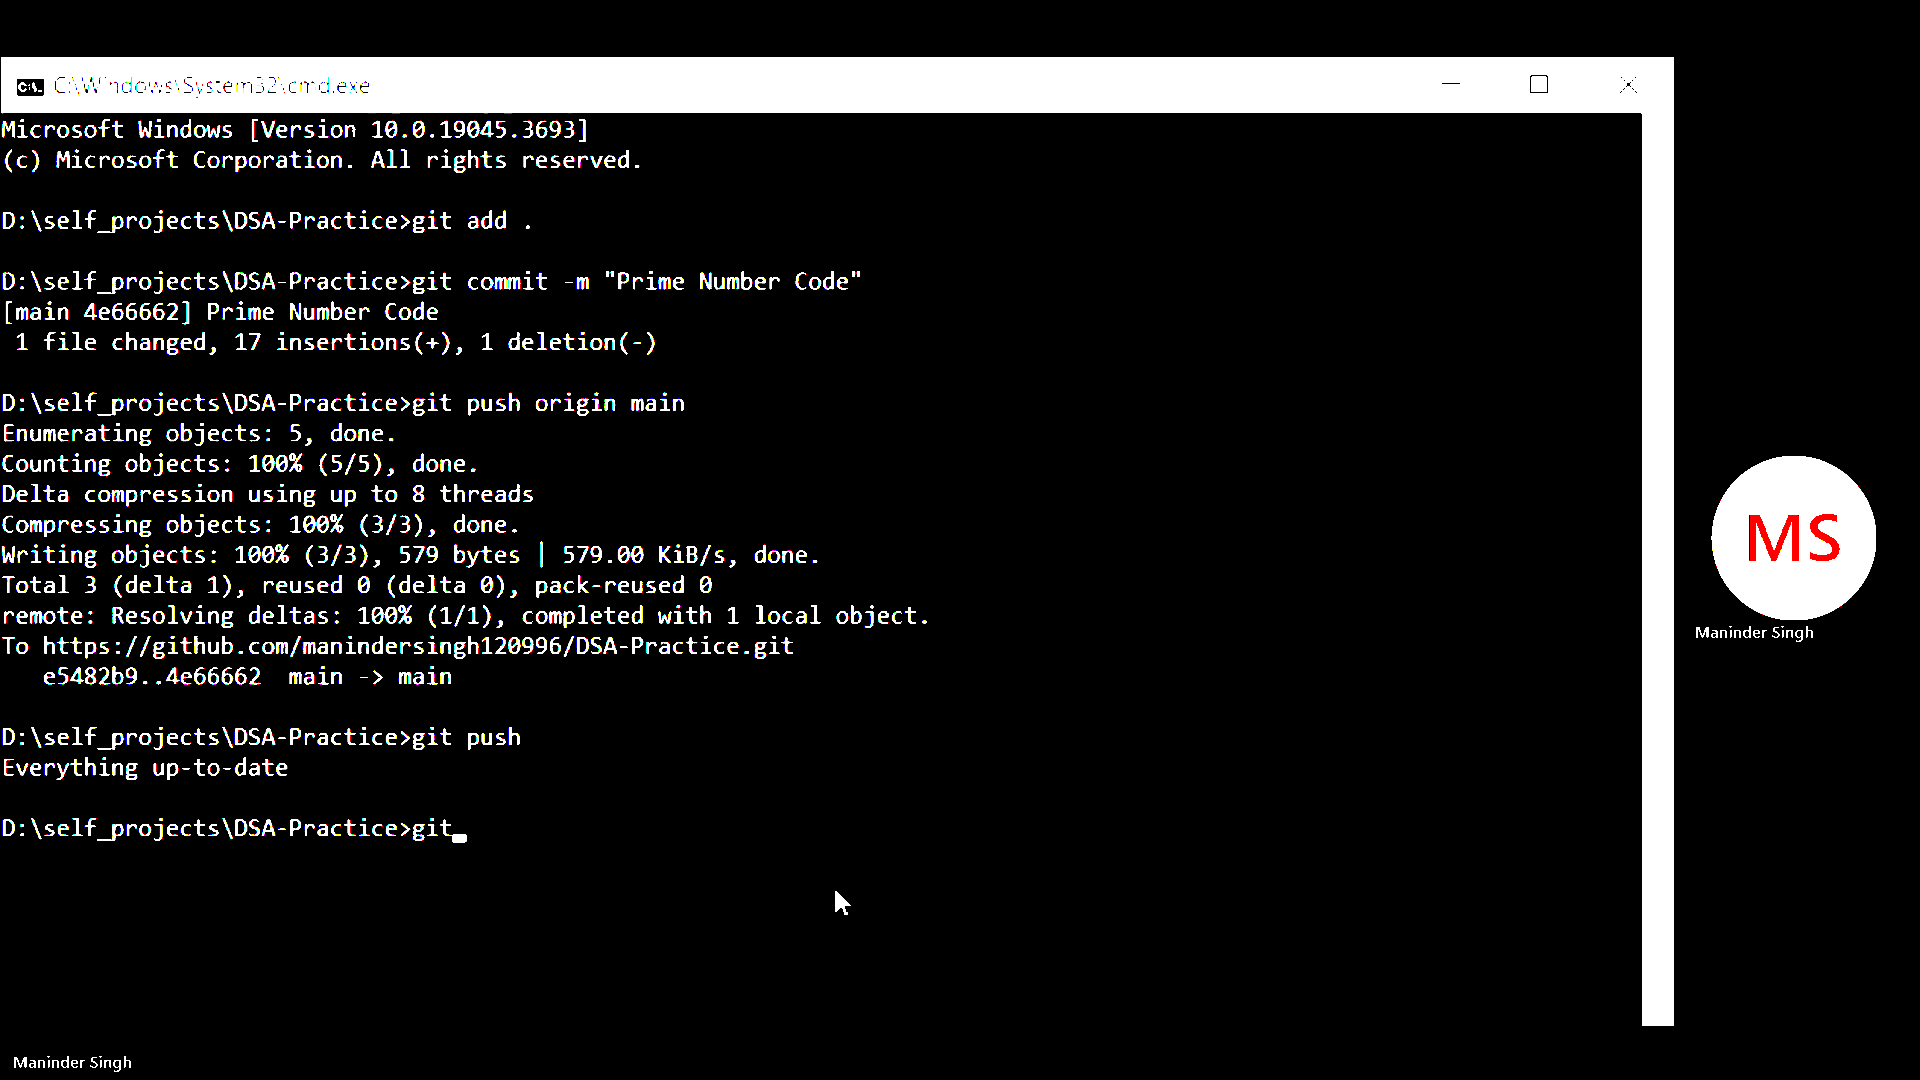 C:\Windows\System32\cmd.exe
Microsoft Windows [Version 10.0.19045.3693]
(c) Microsoft Corporation. All rights reserved.
D:\self_projects\DSA-Practice>git add .
D:\self_projects\DSA-Practice>git commit -m "Prime Number Code"
[main 4e66662] Prime Number Code
 1 file changed, 17 insertions(+), 1 deletion(-)
D:\self_projects\DSA-Practice>git push origin main
Enumerating objects: 5, done.
Counting objects: 100% (5/5), done.
Delta compression using up to 8 threads
Compressing objects: 100% (3/3), done.
Writing objects: 100% (3/3), 579 bytes | 579.00 KiB/s, done.
Total 3 (delta 1), reused 0 (delta 0), pack-reused 0
remote: Resolving deltas: 100% (1/1), completed with 1 local object.
To https://github.com/manindersingh120996/DSA-Practice.git
   e5482b9..4e66662  main -> main
D:\self_projects\DSA-Practice>git push
Everything up-to-date
D:\self_projects\DSA-Practice>git
MS
Maninder Singh
Maninder Singh